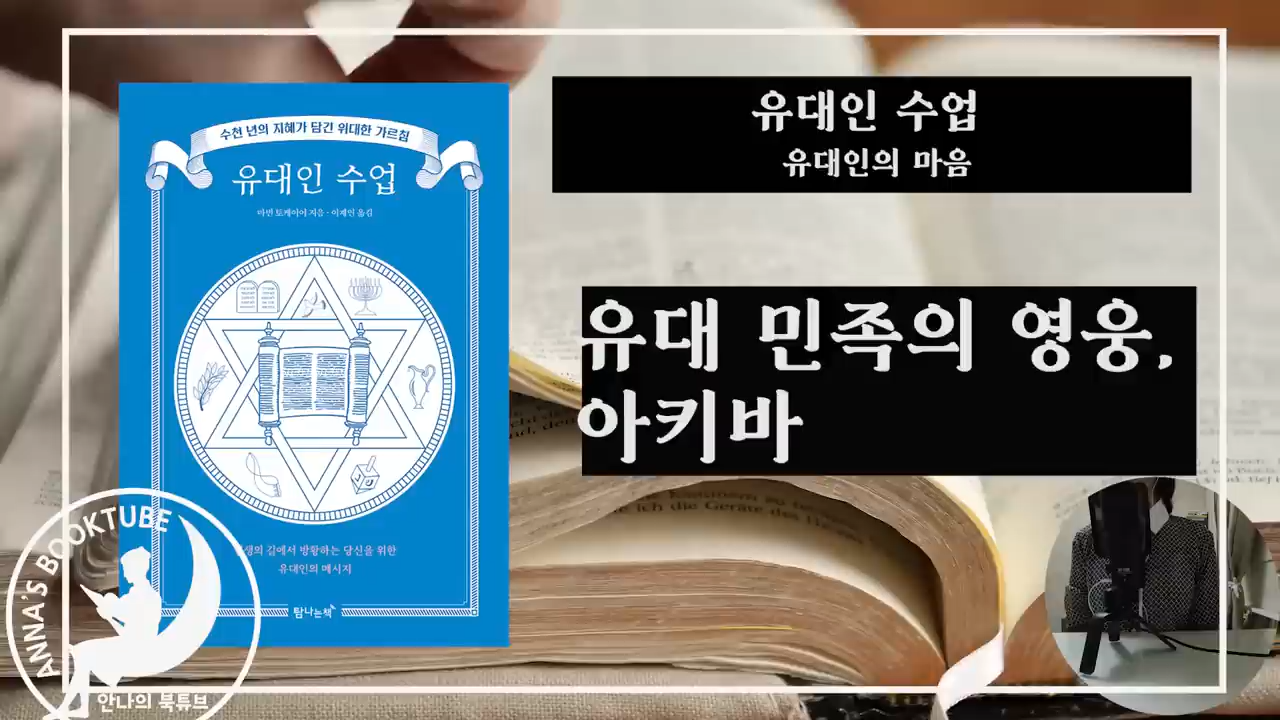 수천 년의 지혜가 담긴 위대한 가르침
유대인 수업
마빈 토케이어 지음 · 이재인 옮김
인생의 길에서 방황하는 당신을 위한
유대인의 메시지
탐나는책
유대인 수업
유대인의 마음
유대 민족의 영웅,
아키바
ANNA'S BOOKTUBE
안나의 북튜브